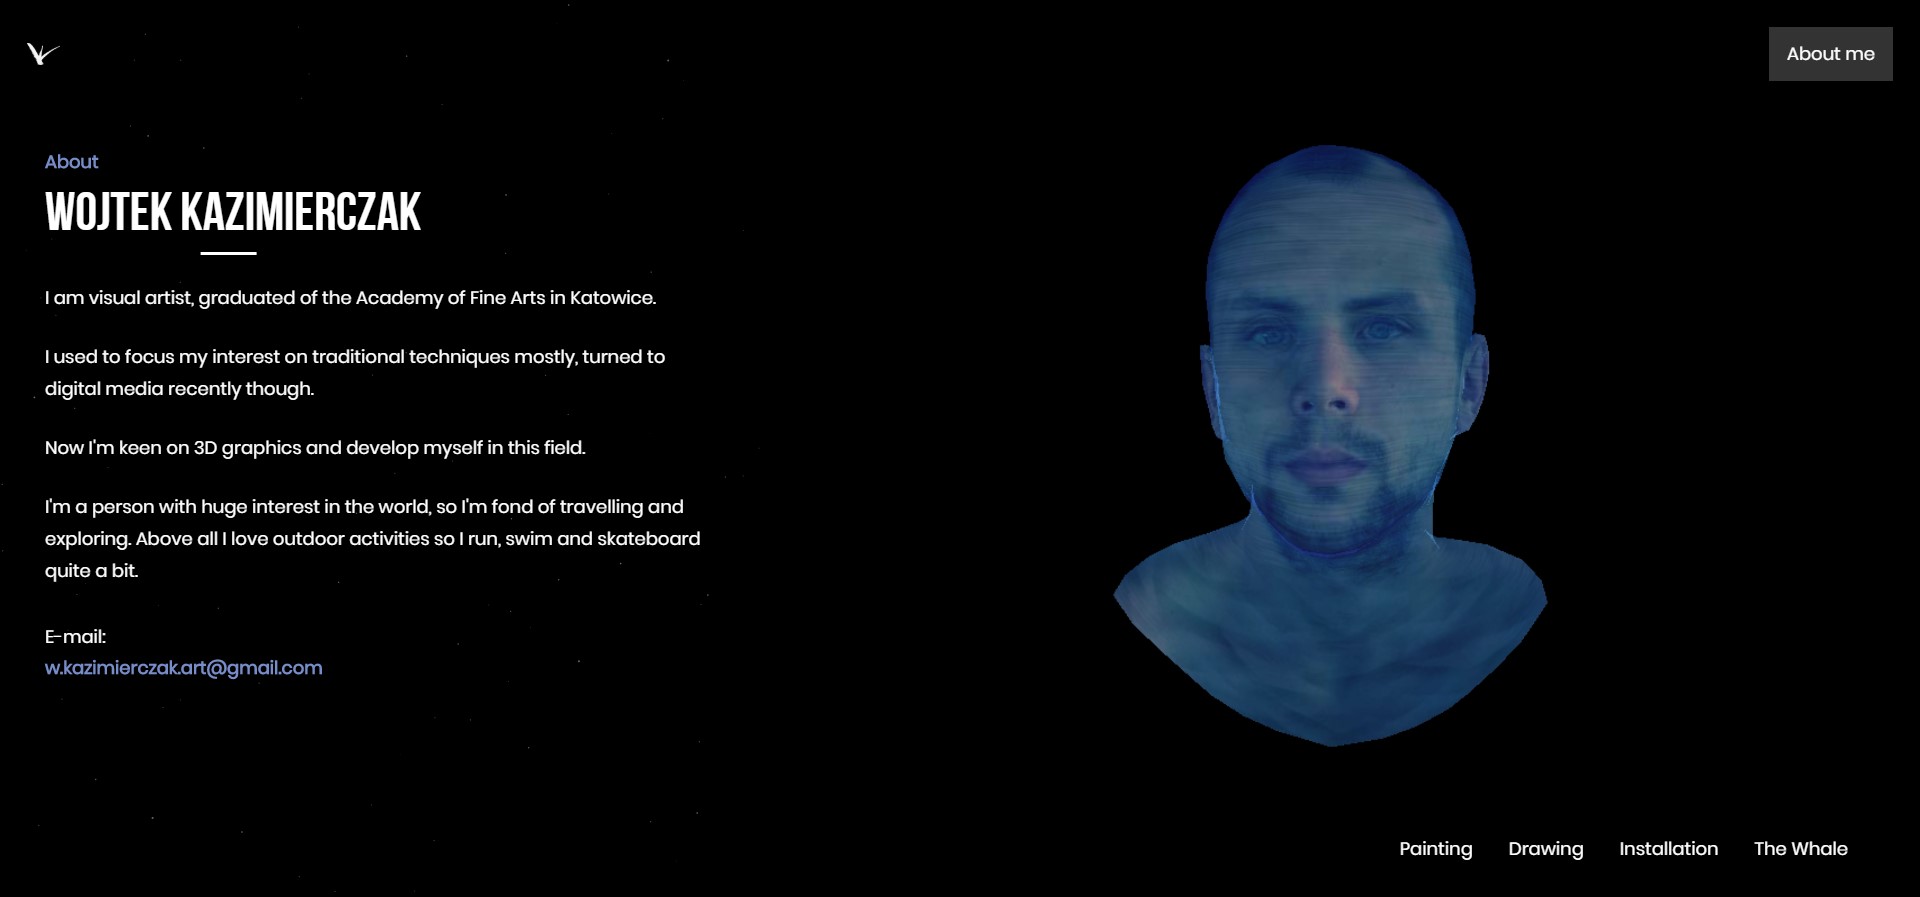 About me
About
WOJTEK KAZIMIERCZAK
I am visual artist, graduated of the Academy of Fine Arts in Katowice.
I used to focus my interest on traditional techniques mostly, turned to
digital media recently though.
Now I'm keen on 3D graphics and develop myself in this field.
I'm a person with huge interest in the world, so I'm fond of travelling and
exploring. Above all I love outdoor activities so I run, swim and skateboard
quite a bit.
E-mail:
w.kazimierczak.art@gmail.com
Painting Drawing Installation The Whale